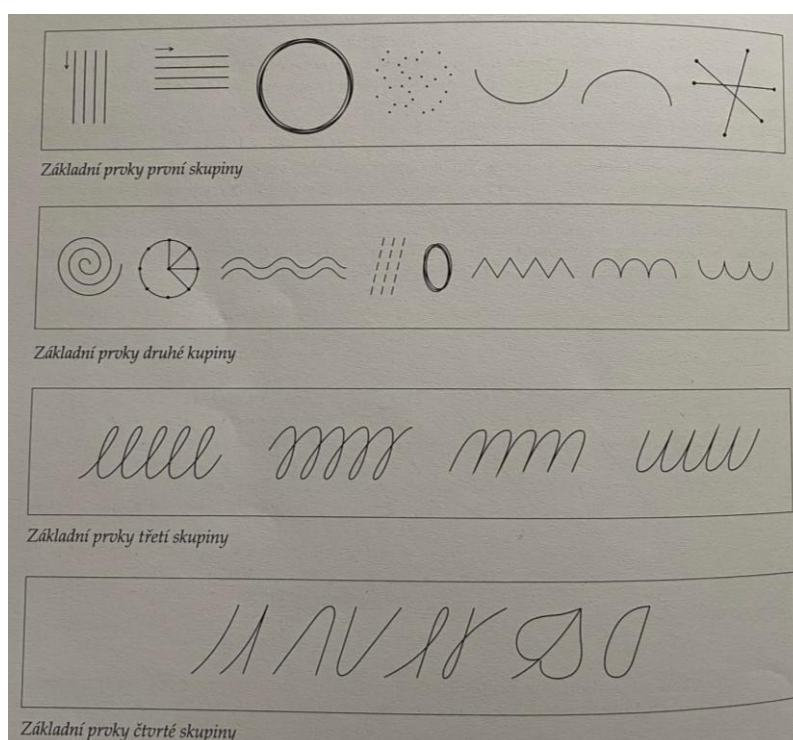 Základní prvky první skupiny
Základní prvky druhé kupiny
Základní prvky třetí skupiny
Základní prvky čtvrté skupiny